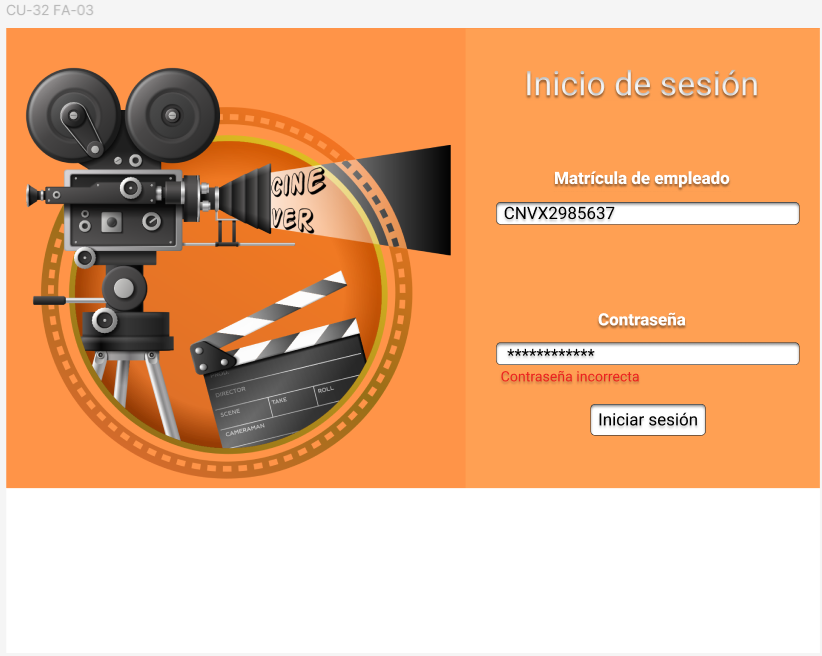 CU-32 FA-03
Inicio de sesión
CINE
VER
Matrícula de empleado
CNVX2985637
Contraseña
************
Contraseña incorrecta
Iniciar sesión
DIRECTOR
SCENE TAKE ROLL
CAMERAMAN